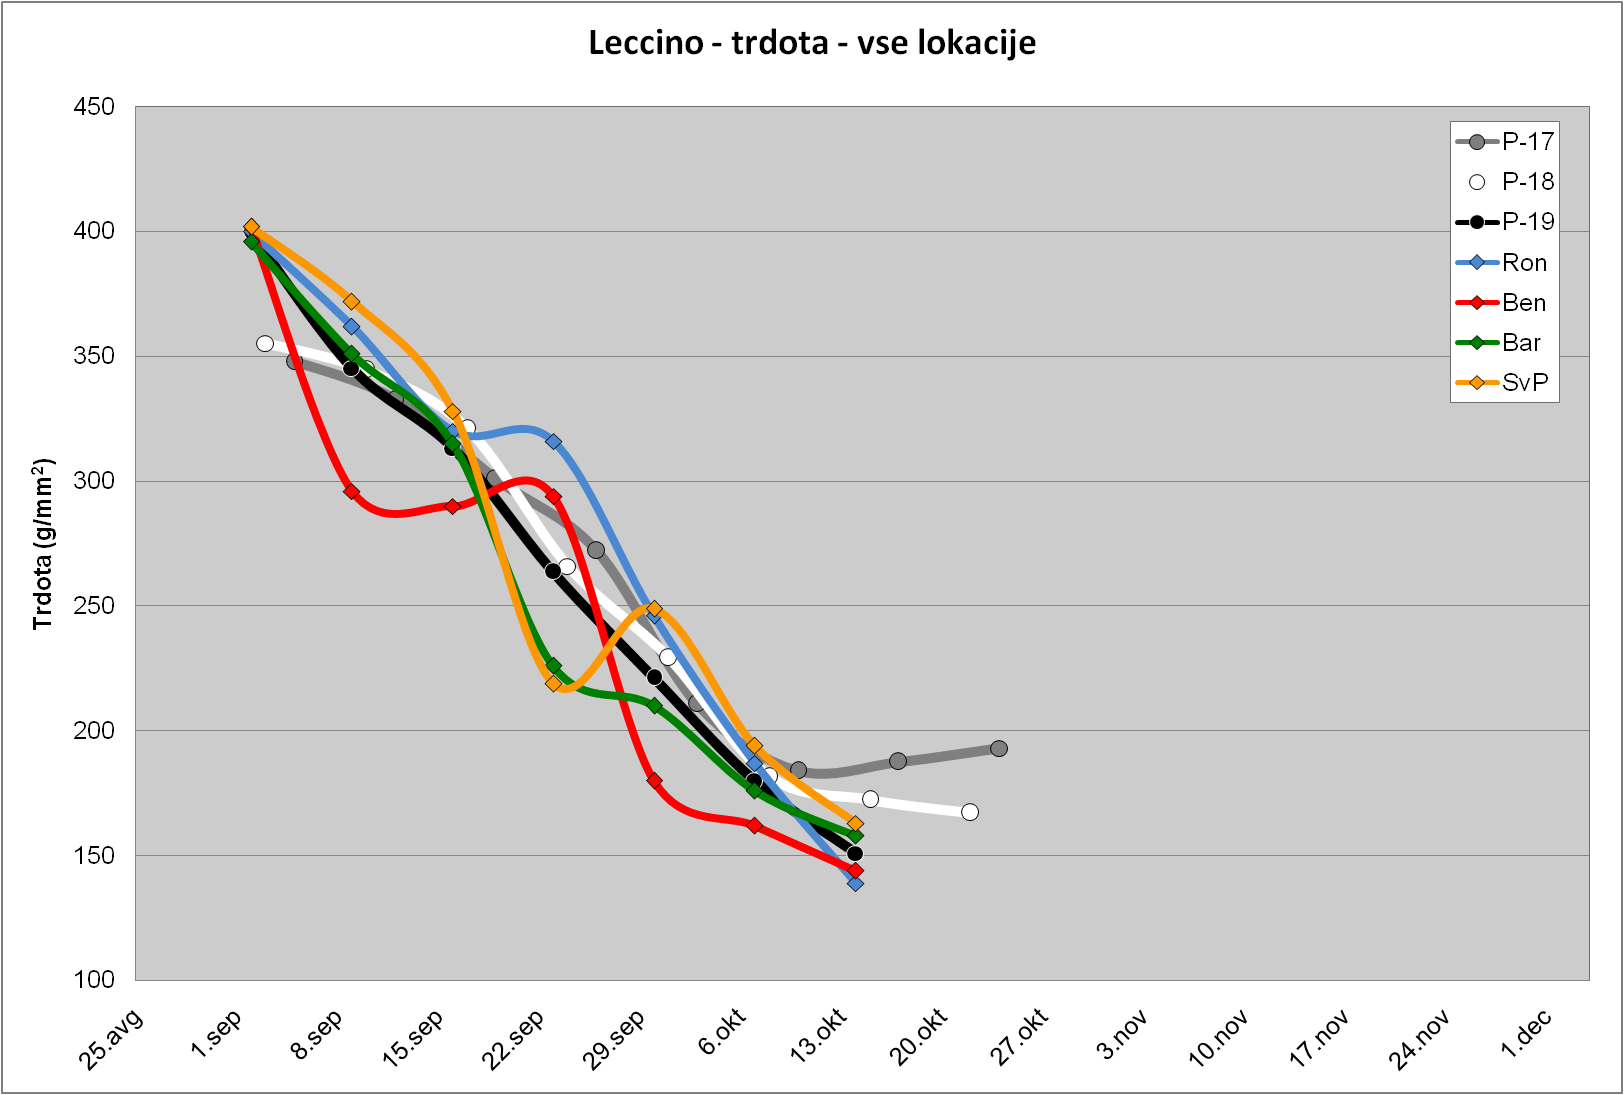 Leccino - trdota - vse lokacije
Trdota (g/mm²)
450
400
350
300
250
200
150
100
25.avg
1.sep
8.sep
15.sep
22.sep
29.sep
6.okt
13.okt
20.okt
27.okt
3.nov
10.nov
17.nov
24.nov
1.dec
P-17
P-18
P-19
Ron
Ben
Bar
SvP